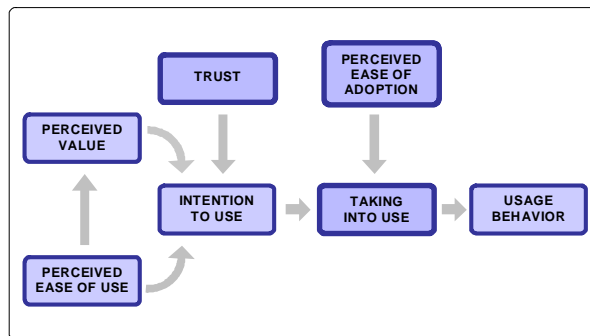 TRUST
PERCEIVED
EASE OF
ADOPTION
PERCEIVED
VALUE
INTENTION
TO USE
TAKING
INTO USE
USAGE
BEHAVIOR
PERCEIVED
EASE OF USE